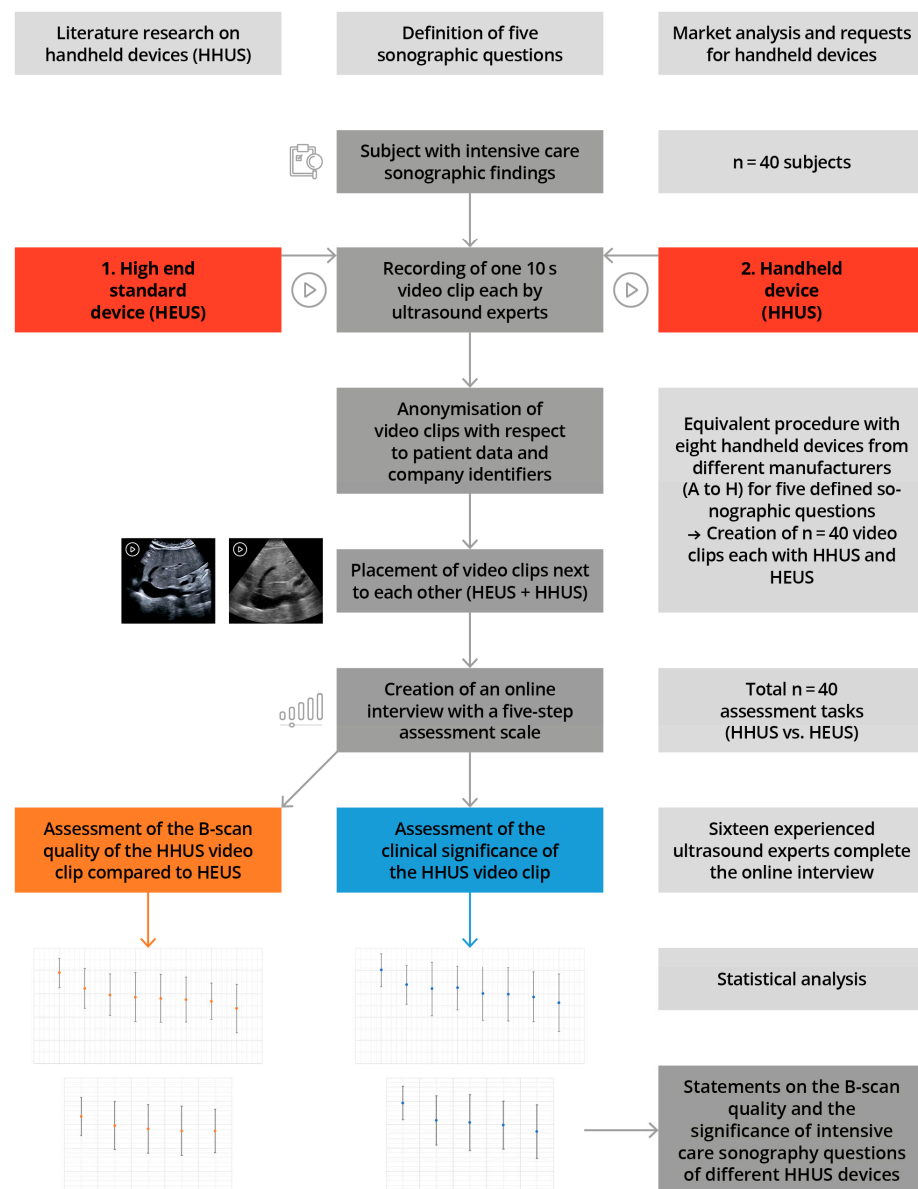 Literature research on
handheld devices (HHUS)
Definition of five
sonographic questions
Market analysis and requests
for handheld devices
Subject with intensive care
sonographic findings
n = 40 subjects
1. High end
standard
device (HEUS)
Recording of one 10 s
video clip each by
ultrasound experts
2. Handheld
device
(HHUS)
Anonymisation of
video clips with respect
to patient data and
company identifiers
Equivalent procedure with
eight handheld devices from
different manufacturers
(A to H) for five defined so-
nographic questions
→ Creation of n = 40 video
clips each with HHUS and
HEUS
Placement of video clips next
to each other (HEUS + HHUS)
Creation of an online
interview with a five-step
assessment scale
Total n = 40
assessment tasks
(HHUS vs. HEUS)
Assessment of the B-scan
quality of the HHUS video
clip compared to HEUS
Assessment of the
clinical significance of
the HHUS video clip
Sixteen experienced
ultrasound experts complete
the online interview
Statistical analysis
Statements on the B-scan
quality and the
significance of intensive
care sonography questions
of different HHUS devices